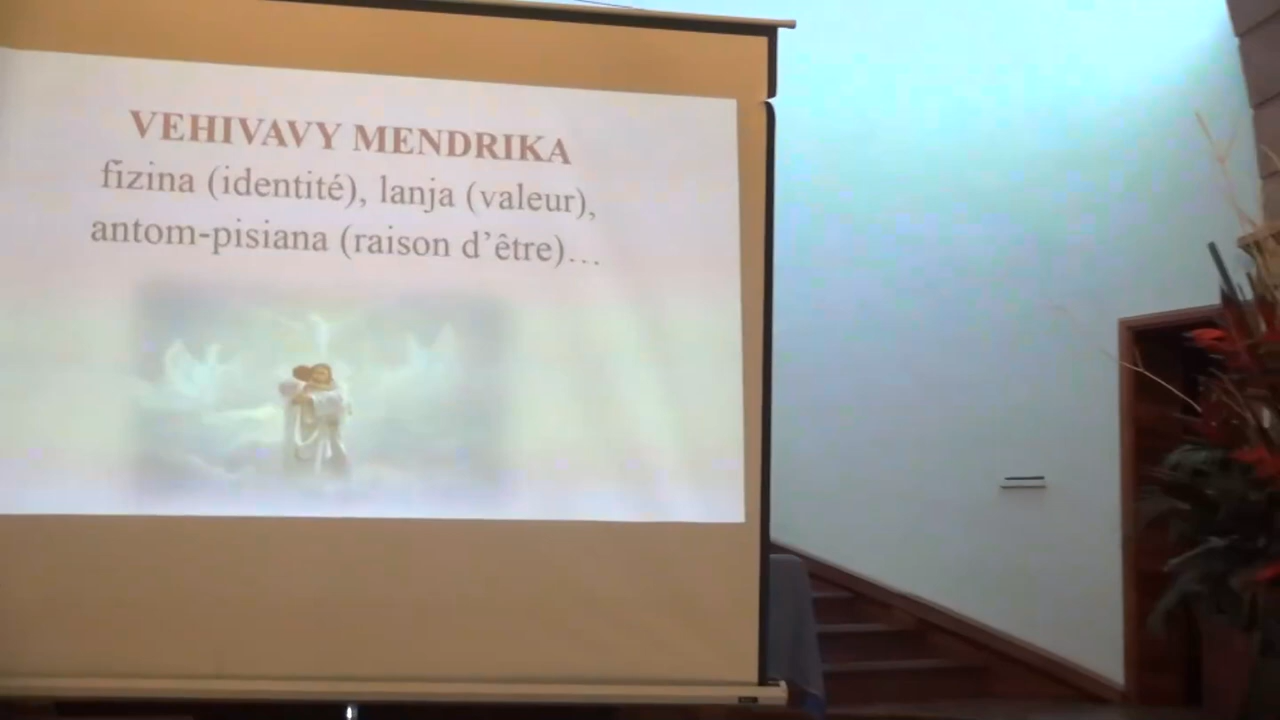 VEHIVAVY MENDRIKA
fizina (identité), lanja (valeur),
antom-pisiana (raison d’être)…